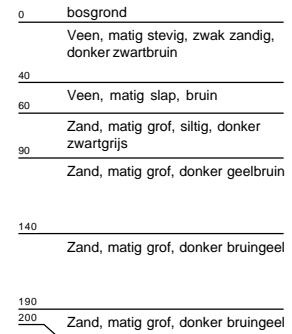 0 bosgrond
Veen, matig stevig, zwak zandig,
donker zwartbruin
40
Veen, matig slap, bruin
60
Zand, matig grof, siltig, donker
zwartgrijs
90
Zand, matig grof, donker geelbruin
140
Zand, matig grof, donker bruingeel
190
200 Zand, matig grof, donker bruingeel